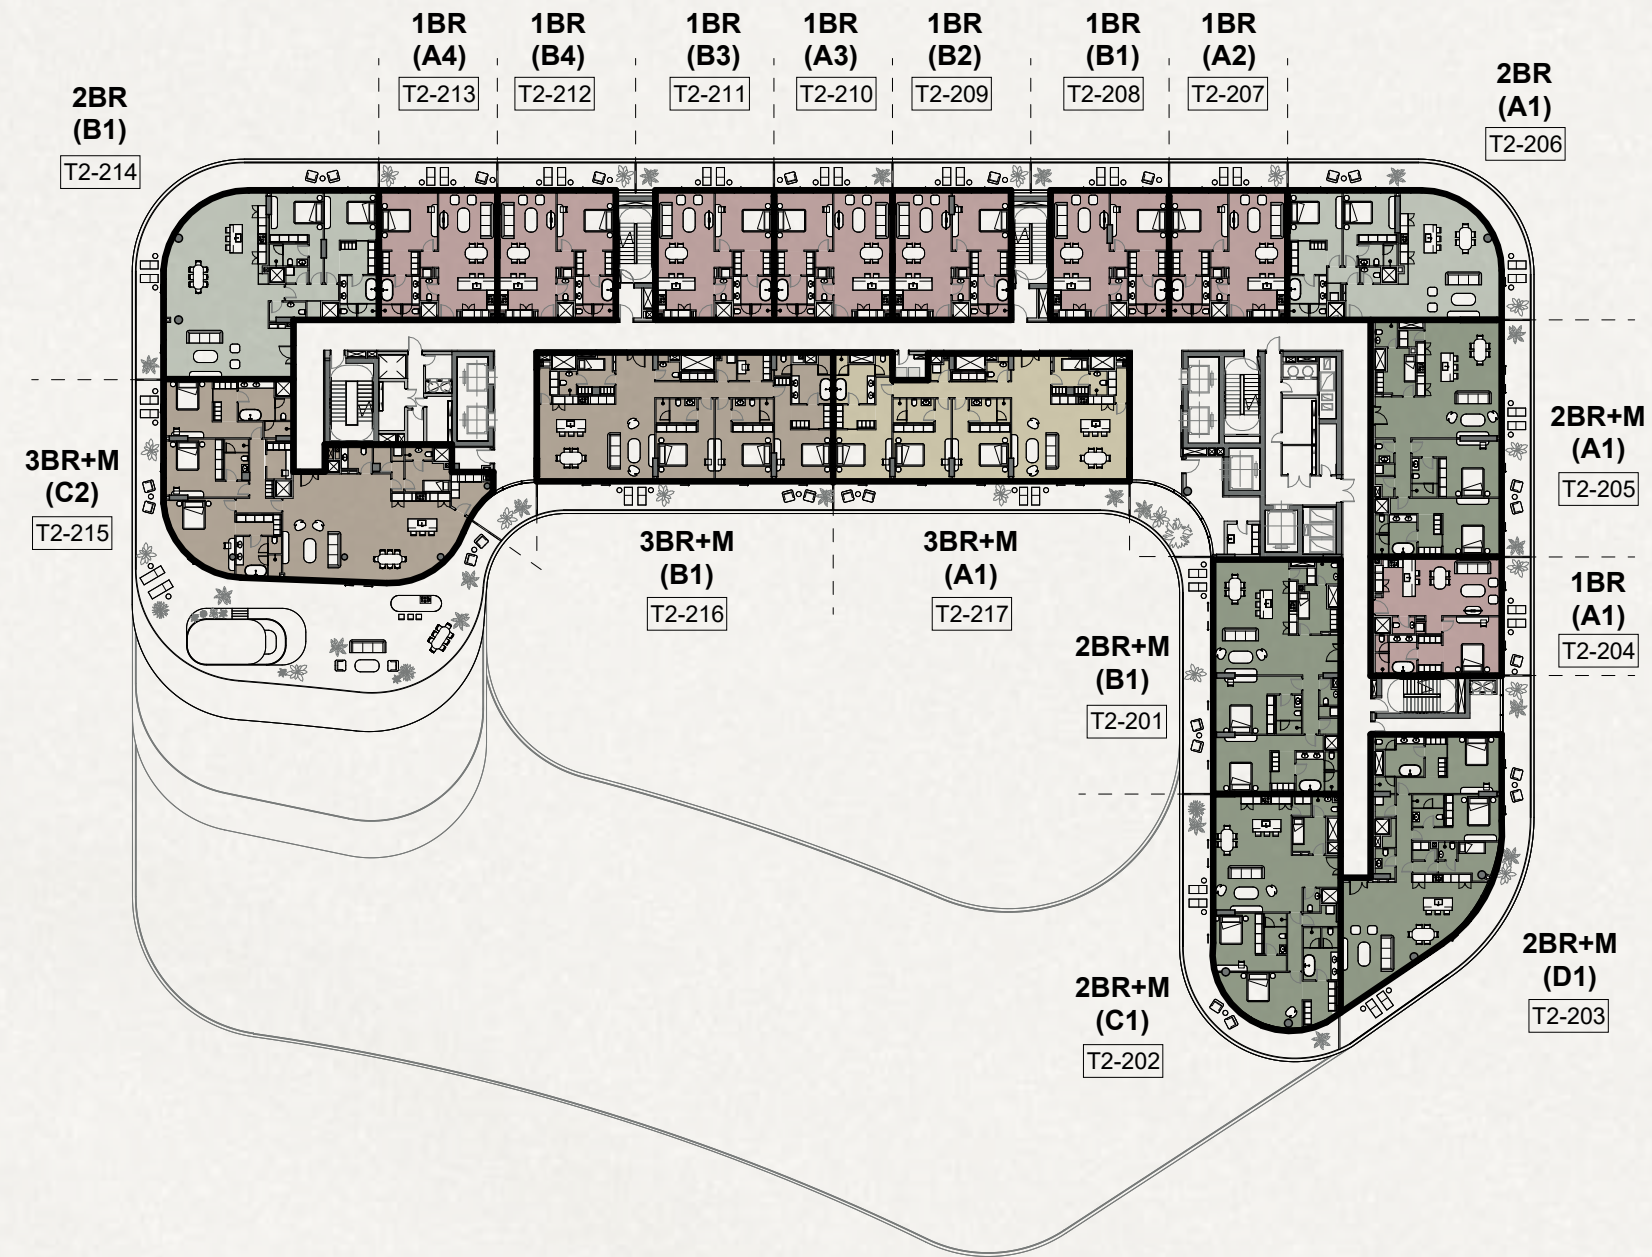 1BR
(A4)
T2-213
1BR
(B4)
T2-212
1BR
(B3)
T2-211
1BR
(A3)
T2-210
1BR
(B2)
T2-209
1BR
(B1)
T2-208
1BR
(A2)
T2-207
2BR
(A1)
T2-206
2BR
(B1)
T2-214
2BR+M
(A1)
T2-205
3BR+M
(C2)
T2-215
3BR+M
(B1)
T2-216
3BR+M
(A1)
T2-217
1BR
(A1)
T2-204
2BR+M
(B1)
T2-201
2BR+M
(D1)
T2-203
2BR+M
(C1)
T2-202